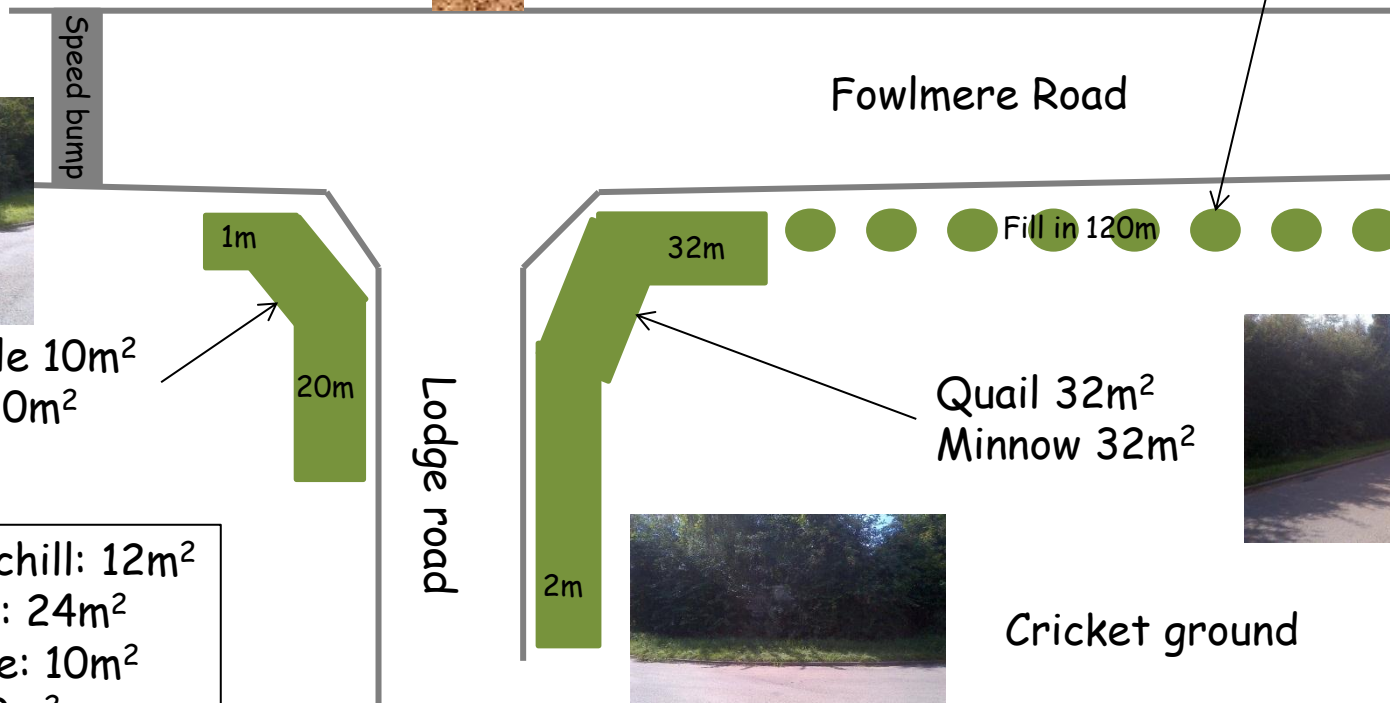 Speed bump
Fowlmere Road
1m
32m
Fill in 120m
le 10m²
0m²
20m
Lodge road
Quail 32m²
Minnow 32m²
chill: 12m²
: 24m²
e: 10m²
2m
Cricket ground